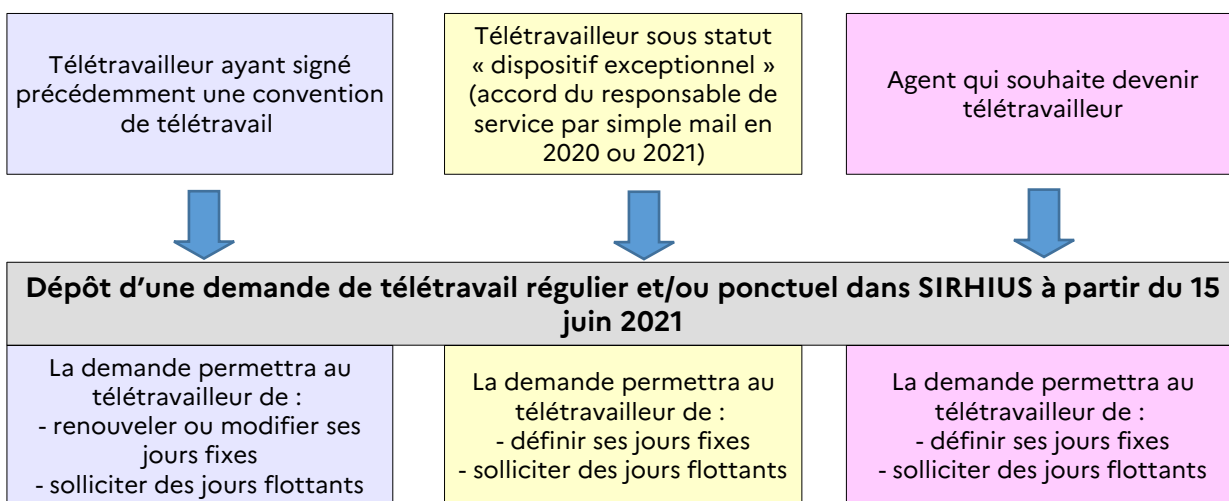 Télétravailleur ayant signé
précédemment une convention
de télétravail
Télétravailleur sous statut
« dispositif exceptionnel »
(accord du responsable de
service par simple mail en
2020 ou 2021)
Agent qui souhaite devenir
télétravailleur
Dépôt d’une demande de télétravail régulier et/ou ponctuel dans SIRHIUS à partir du 15
juin 2021
La demande permettra au
télétravailleur de :
- renouveler ou modifier ses
jours fixes
- solliciter des jours flottants
La demande permettra au
télétravailleur de :
- définir ses jours fixes
- solliciter des jours flottants
La demande permettra au
télétravailleur de :
- définir ses jours fixes
- solliciter des jours flottants